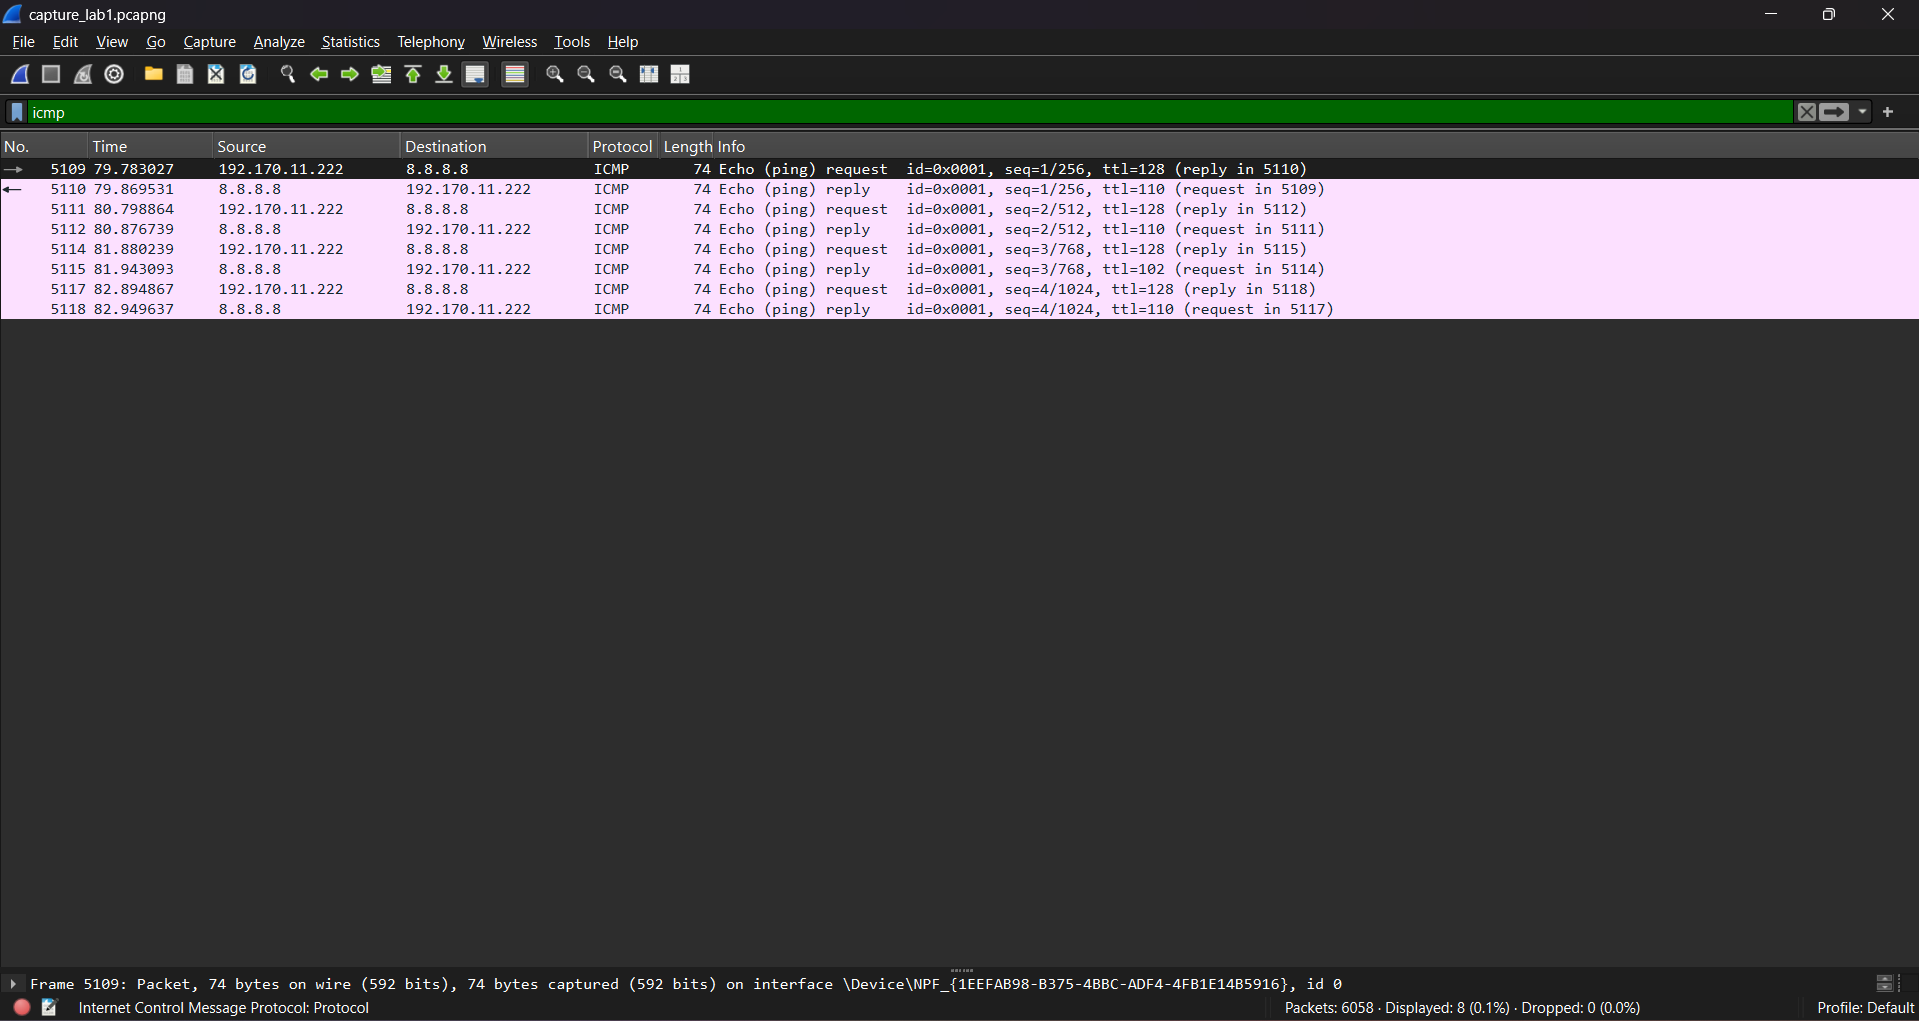 capture_lab1.pcapng
File Edit View Go Capture Analyze Statistics Telephony Wireless Tools Help
icmp
No. Time Source Destination Protocol Length Info
5109 79.783027 192.170.11.222 8.8.8.8 ICMP 74 Echo (ping) request id=0x0001, seq=1/256, ttl=128 (reply in 5110)
5110 79.869531 8.8.8.8 192.170.11.222 ICMP 74 Echo (ping) reply id=0x0001, seq=1/256, ttl=110 (request in 5109)
5111 80.798864 192.170.11.222 8.8.8.8 ICMP 74 Echo (ping) request id=0x0001, seq=2/512, ttl=128 (reply in 5112)
5112 80.876739 8.8.8.8 192.170.11.222 ICMP 74 Echo (ping) reply id=0x0001, seq=2/512, ttl=110 (request in 5111)
5114 81.880239 192.170.11.222 8.8.8.8 ICMP 74 Echo (ping) request id=0x0001, seq=3/768, ttl=128 (reply in 5115)
5115 81.943093 8.8.8.8 192.170.11.222 ICMP 74 Echo (ping) reply id=0x0001, seq=3/768, ttl=102 (request in 5114)
5117 82.894867 192.170.11.222 8.8.8.8 ICMP 74 Echo (ping) request id=0x0001, seq=4/1024, ttl=128 (reply in 5118)
5118 82.949637 8.8.8.8 192.170.11.222 ICMP 74 Echo (ping) reply id=0x0001, seq=4/1024, ttl=110 (request in 5117)
Frame 5109: Packet, 74 bytes on wire (592 bits), 74 bytes captured (592 bits) on interface \Device\NPF_{1EEFAB98-B375-4BBC-ADF4-4FB1E14B5916}, id 0
Internet Control Message Protocol: Protocol Packets: 6058 · Displayed: 8 (0.1%) · Dropped: 0 (0.0%) Profile: Default